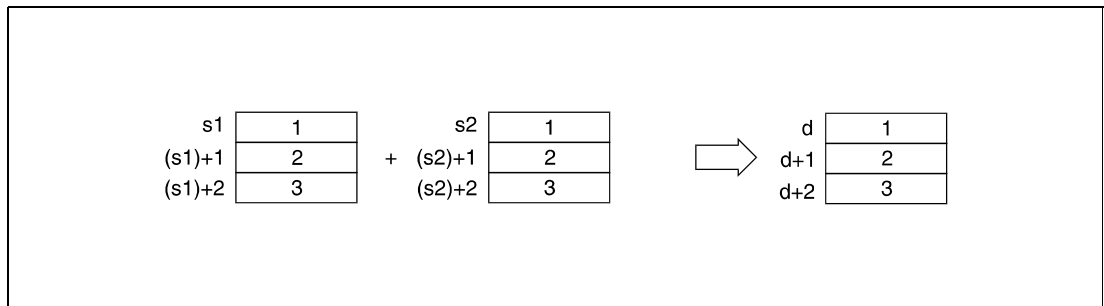 s1 1 s2 1 d 1
(s1)+1 2 + (s2)+1 2 d+1 2
(s1)+2 3 (s2)+2 3 d+2 3